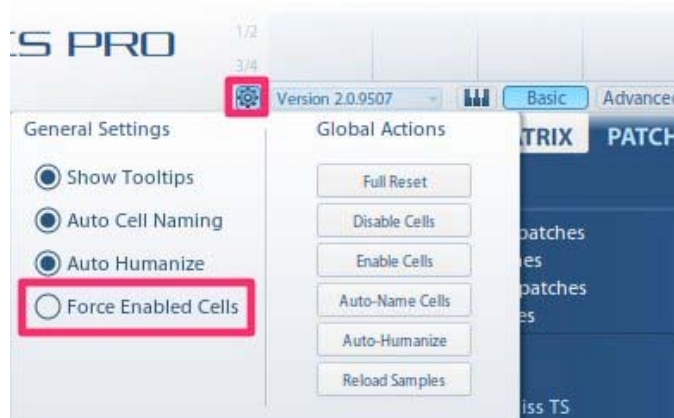 CS PRO
1/2
3/4
Version 2.0.9507
Basic
Advanced
General Settings
Show Tooltips
Auto Cell Naming
Auto Humanize
Force Enabled Cells
Global Actions
Full Reset
Disable Cells
Enable Cells
Auto-Name Cells
Auto-Humanize
Reload Samples
TRIX
PATCH
patches
es
patches
es
iss TS